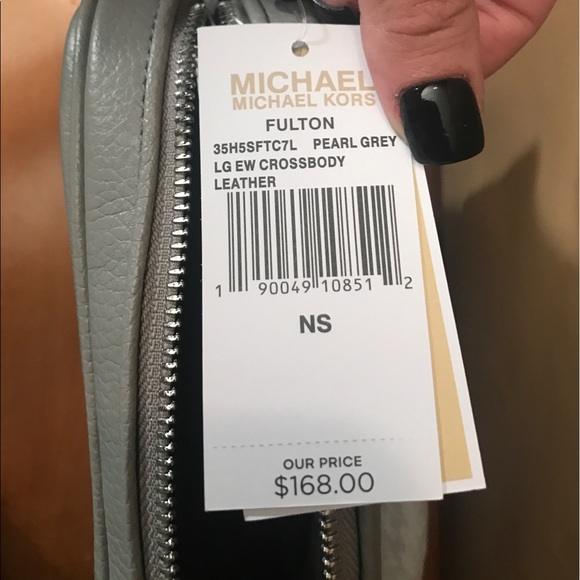 MICHAEL
MICHAEL KORS
FULTON
35H5SFTC7L PEARL GREY
LG EW CROSSBODY
LEATHER
1 90049 10851 2
NS
OUR PRICE
$168.00